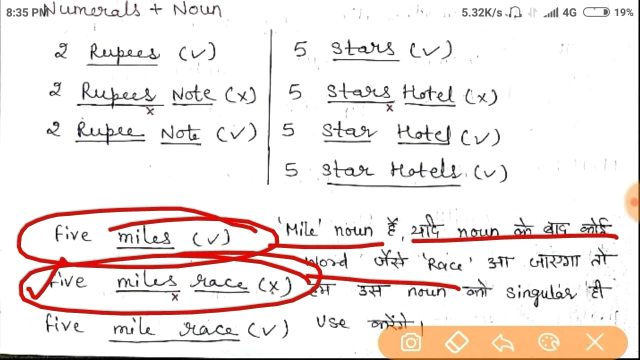 8:35 PM 5.32K/s 4G 19%
Numerals + Noun
2 Rupees (✓) 5 Stars (✓)
2 Rupees Note (x) 5 Stars Hotel (x)
x x
2 Rupee Note (✓) 5 Star Hotel (✓)
5 Star Hotels (✓)
five miles (✓) 'Mile' noun है, यदि noun के बाद कोई
five miles race (x) word जैसे 'Race' आ जाएगा तो
x हम उस noun को singular ही
five mile race (✓) use करेंगे।